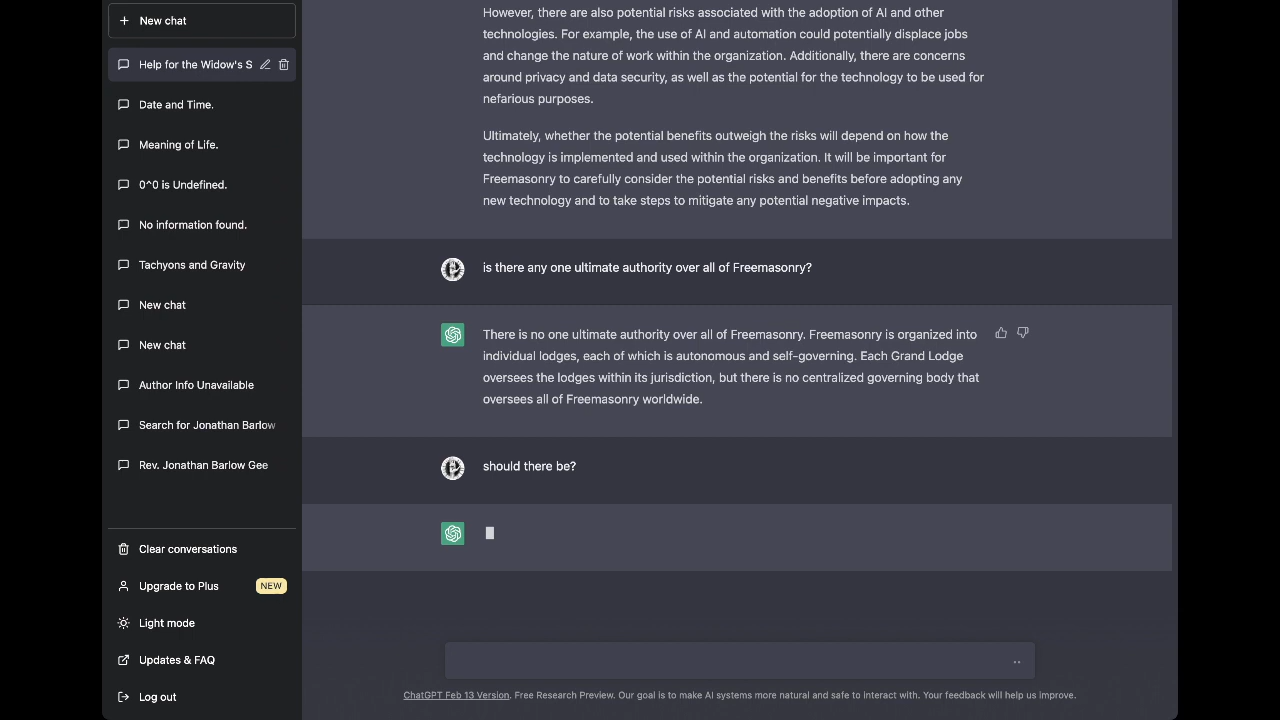 New chat
Help for the Widow's S
Date and Time.
Meaning of Life.
0^0 is Undefined.
No information found.
Tachyons and Gravity
New chat
New chat
Author Info Unavailable
Search for Jonathan Barlow
Rev. Jonathan Barlow Gee
Clear conversations
Upgrade to Plus NEW
Light mode
Updates & FAQ
Log out
However, there are also potential risks associated with the adoption of AI and other
technologies. For example, the use of AI and automation could potentially displace jobs
and change the nature of work within the organization. Additionally, there are concerns
around privacy and data security, as well as the potential for the technology to be used for
nefarious purposes.
Ultimately, whether the potential benefits outweigh the risks will depend on how the
technology is implemented and used within the organization. It will be important for
Freemasonry to carefully consider the potential risks and benefits before adopting any
new technology and to take steps to mitigate any potential negative impacts.
is there any one ultimate authority over all of Freemasonry?
There is no one ultimate authority over all of Freemasonry. Freemasonry is organized into
individual lodges, each of which is autonomous and self-governing. Each Grand Lodge
oversees the lodges within its jurisdiction, but there is no centralized governing body that
oversees all of Freemasonry worldwide.
should there be?
ChatGPT Feb 13 Version. Free Research Preview. Our goal is to make AI systems more natural and safe to interact with. Your feedback will help us improve.